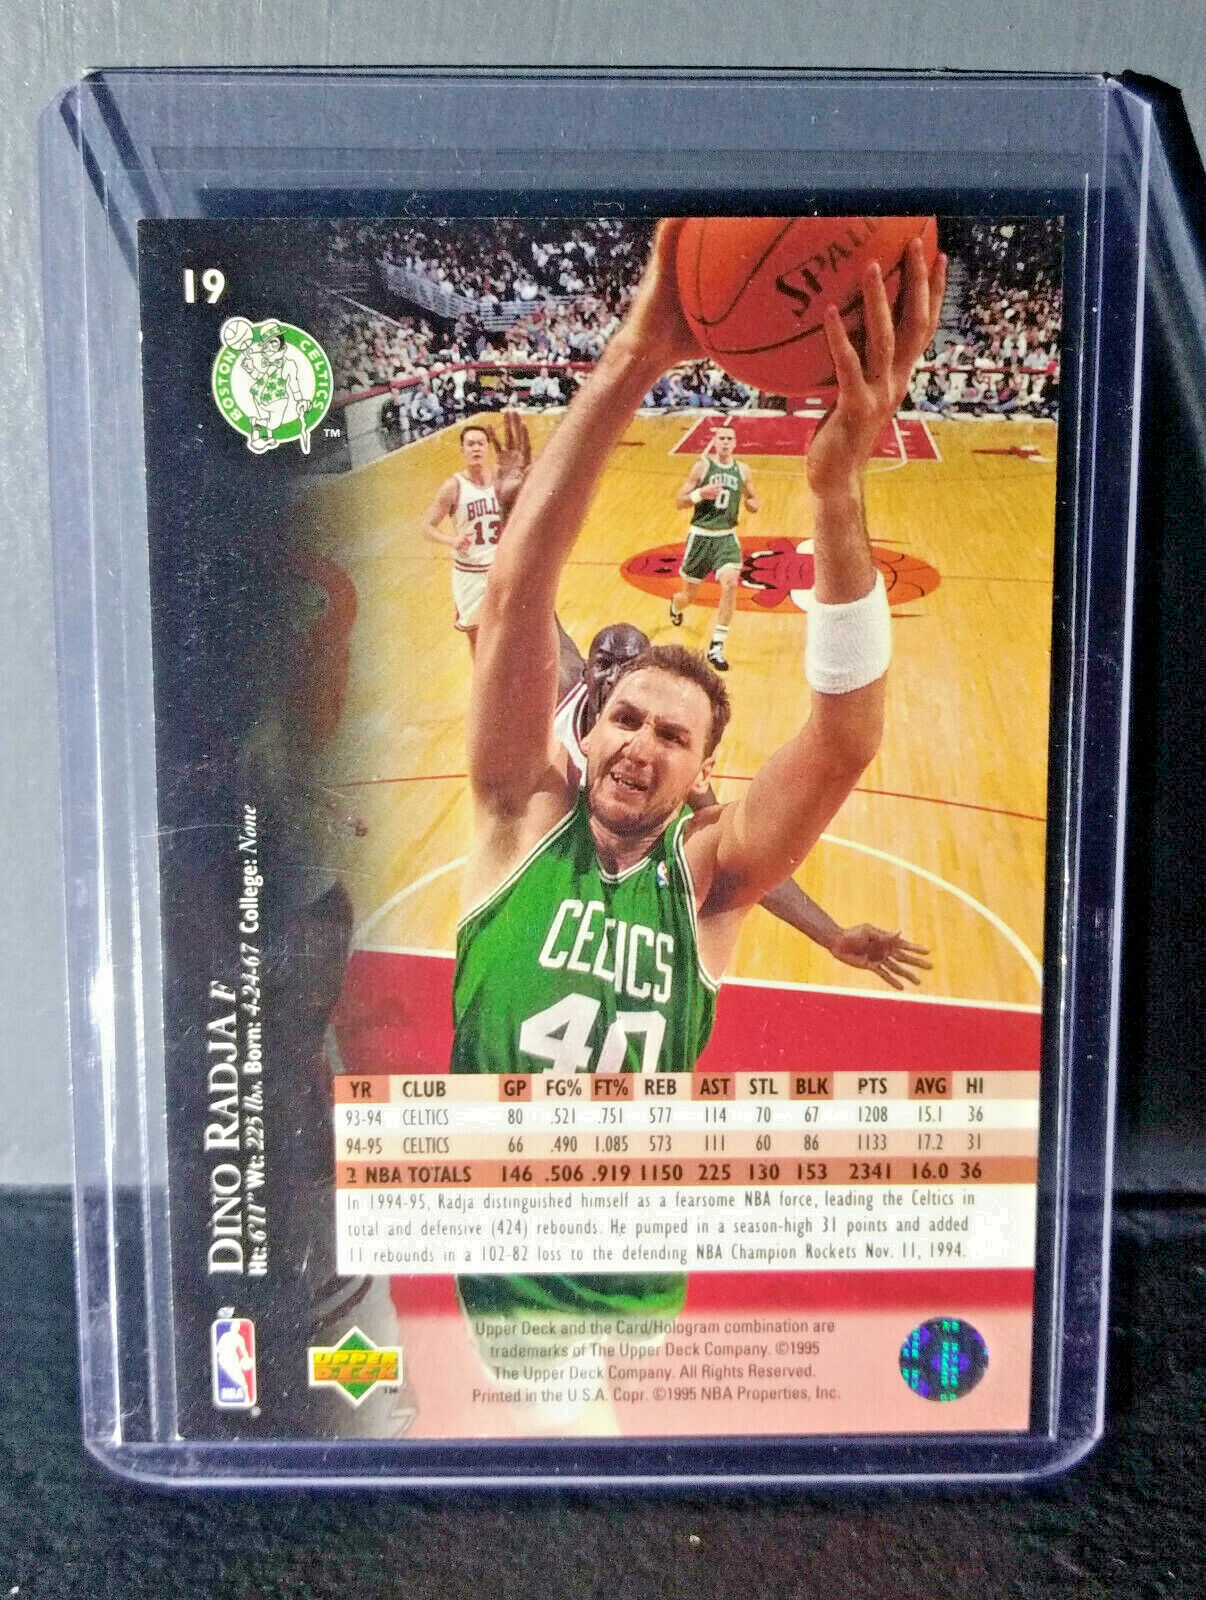 19
BOSTON CELTICS
TM
SPAL
BULL
13
CELTICS
0
CELTICS
40
DINO RADJA F
Ht: 6'11" Wt: 225 lbs. Born: 4-24-67 College: None
YR CLUB GP FG% FT% REB AST STL BLK PTS AVG HI
93-94 CELTICS 80 .521 .751 577 114 70 67 1208 15.1 36
94-95 CELTICS 66 .490 1.085 573 111 60 86 1133 17.2 31
2 NBA TOTALS 146 .506 .919 1150 225 130 153 2341 16.0 36
In 1994-95, Radja distinguished himself as a fearsome NBA force, leading the Celtics in
total and defensive (424) rebounds. He pumped in a season-high 31 points and added
11 rebounds in a 102-82 loss to the defending NBA Champion Rockets Nov. 11, 1994.
NBA
®
UPPER
DECK
TM
Upper Deck and the Card/Hologram combination are
trademarks of The Upper Deck Company. ©1995
The Upper Deck Company. All Rights Reserved.
Printed in the U.S.A. Copr. ©1995 NBA Properties, Inc.